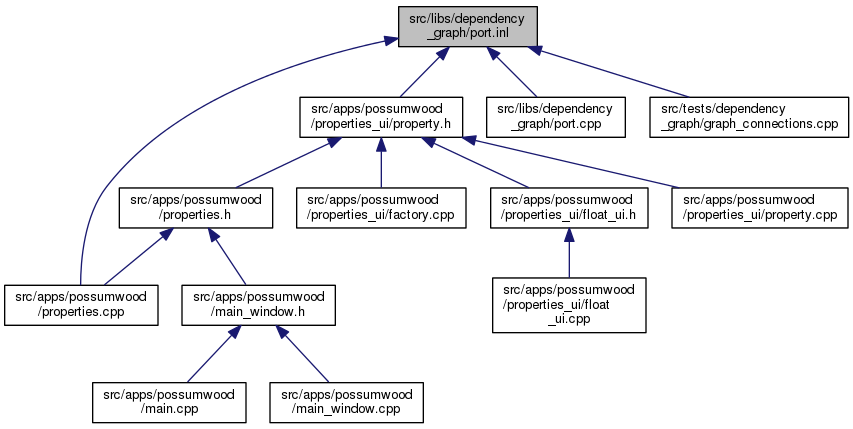 src/libs/dependency
_graph/port.inl
src/apps/possumwood
/properties_ui/property.h
src/libs/dependency
_graph/port.cpp
src/tests/dependency
_graph/graph_connections.cpp
src/apps/possumwood
/properties.h
src/apps/possumwood
/properties_ui/factory.cpp
src/apps/possumwood
/properties_ui/float_ui.h
src/apps/possumwood
/properties_ui/property.cpp
src/apps/possumwood
/properties.cpp
src/apps/possumwood
/main_window.h
src/apps/possumwood
/properties_ui/float
_ui.cpp
src/apps/possumwood
/main.cpp
src/apps/possumwood
/main_window.cpp